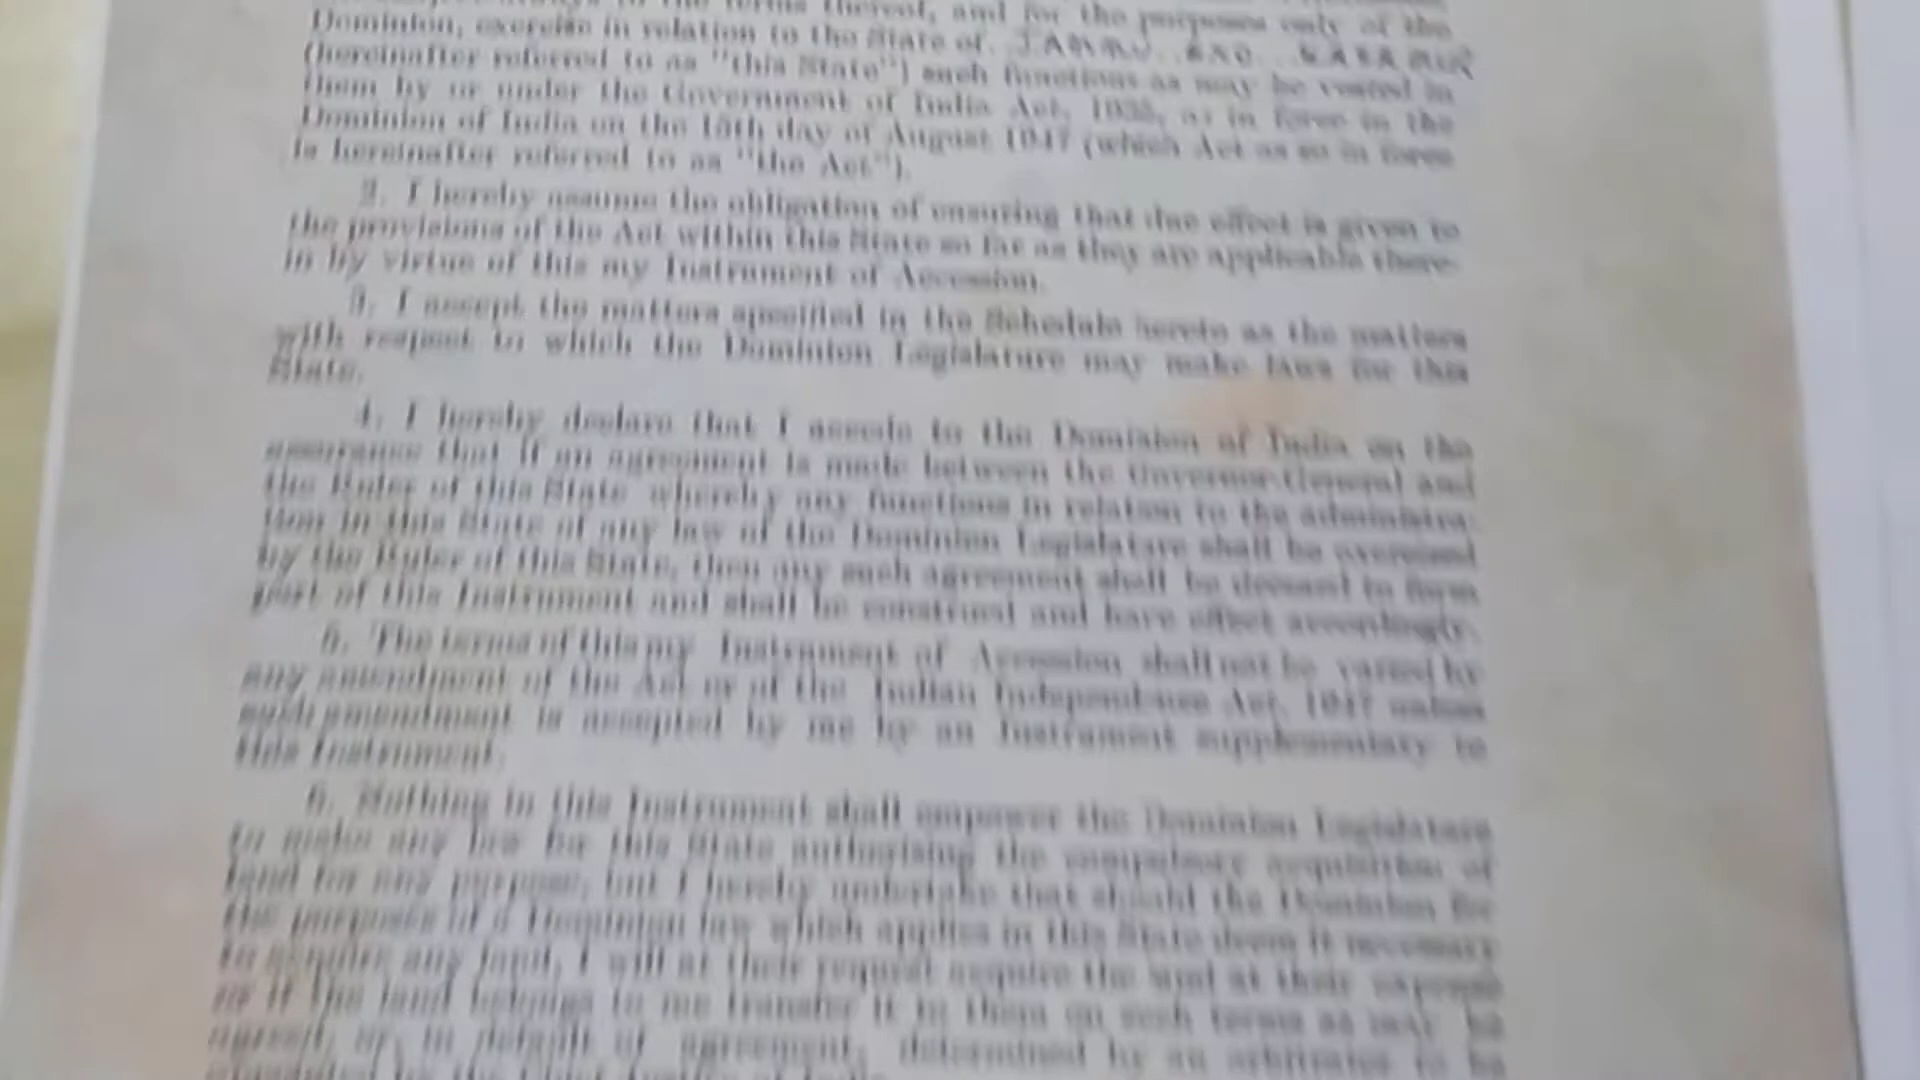 Dominion, exercise in relation to the State of JAMMU AND KASHMIR
(hereinafter referred to as "this State") such functions as may be vested in
them by or under the Government of India Act, 1935, as in force in the
Dominion of India on the 15th day of August 1947 (which Act as so in force
is hereinafter referred to as "the Act").
2. I hereby assume the obligation of ensuring that due effect is given to
the provisions of the Act within this State so far as they are applicable there-
in by virtue of this my Instrument of Accession.
3. I accept the matters specified in the Schedule hereto as the matters
with respect to which the Dominion Legislature may make laws for this
State.
4. I hereby declare that I accede to the Dominion of India on the
assurance that if an agreement is made between the Governor-General and
the Ruler of this State whereby any functions in relation to the administra-
tion in this State of any law of the Dominion Legislature shall be exercised
by the Ruler of this State, then any such agreement shall be deemed to form
part of this Instrument and shall be construed and have effect accordingly.
5. The terms of this my Instrument of Accession shall not be varied by
any amendment of the Act or of the Indian Independence Act, 1947 unless
such amendment is accepted by me by an Instrument supplementary to
this Instrument.
6. Nothing in this Instrument shall empower the Dominion Legislature
to make any law for this State authorising the compulsory acquisition of
land for any purpose, but I hereby undertake that should the Dominion for
the purposes of a Dominion law which applies in this State deem it necessary
to acquire any land, I will at their request acquire the land at their expense
or if the land belongs to me transfer it to them on such terms as may be
agreed, or, in default of agreement, determined by an arbitrator to be